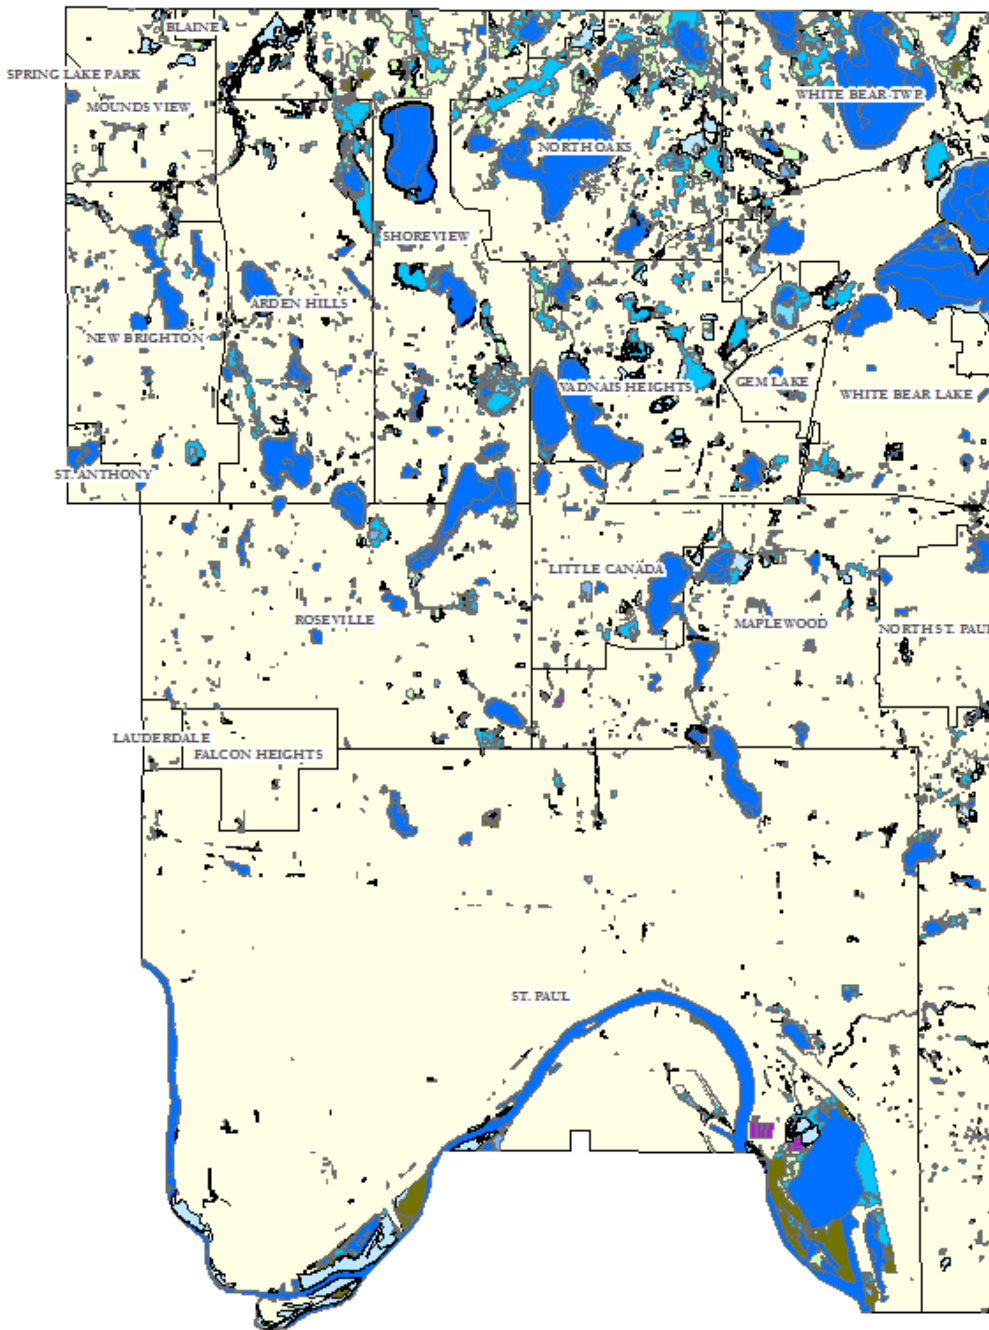 BLAINE
SPRING LAKE PARK
MOUNDS VIEW
WHITE BEAR TWP.
NORTH OAKS
SHOREVIEW
ARDEN HILLS
NEW BRIGHTON
VADNAIS HEIGHTS
GEM LAKE
WHITE BEAR LAKE
ST. ANTHONY
LITTLE CANADA
ROSEVILLE
MAPLEWOOD
NORTH ST. PAUL
LAUDERDALE
FALCON HEIGHTS
ST. PAUL